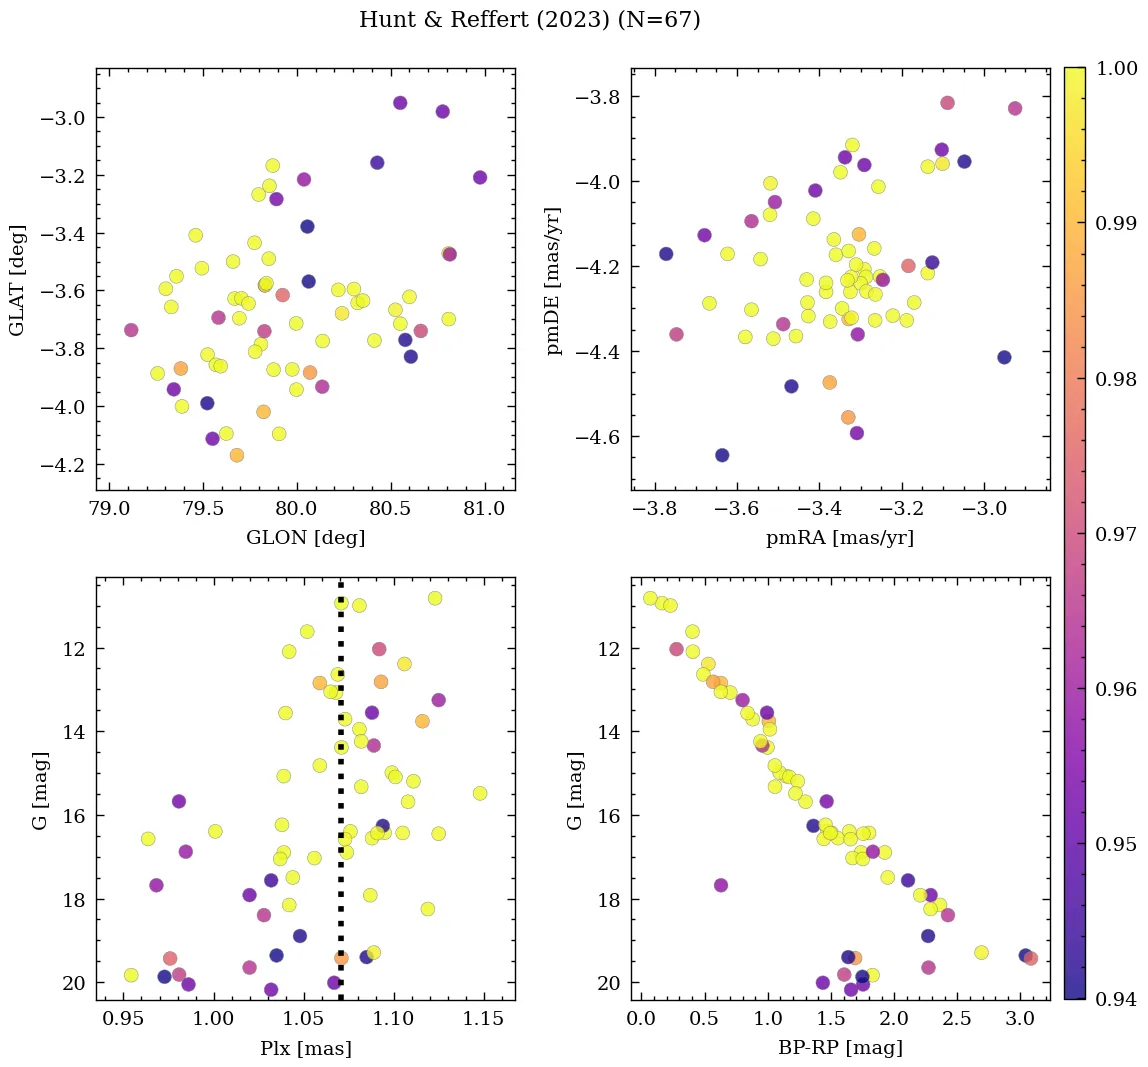 Hunt & Reffert (2023) (N=67)
−3.0
−3.2
−3.4
−3.6
−3.8
−4.0
−4.2
GLAT [deg]
79.0 79.5 80.0 80.5 81.0
GLON [deg]
−3.8
−4.0
−4.2
−4.4
−4.6
pmDE [mas/yr]
−3.8 −3.6 −3.4 −3.2 −3.0
pmRA [mas/yr]
12
14
16
18
20
G [mag]
0.95 1.00 1.05 1.10 1.15
Plx [mas]
12
14
16
18
20
G [mag]
0.0 0.5 1.0 1.5 2.0 2.5 3.0
BP-RP [mag]
1.00
0.99
0.98
0.97
0.96
0.95
0.94